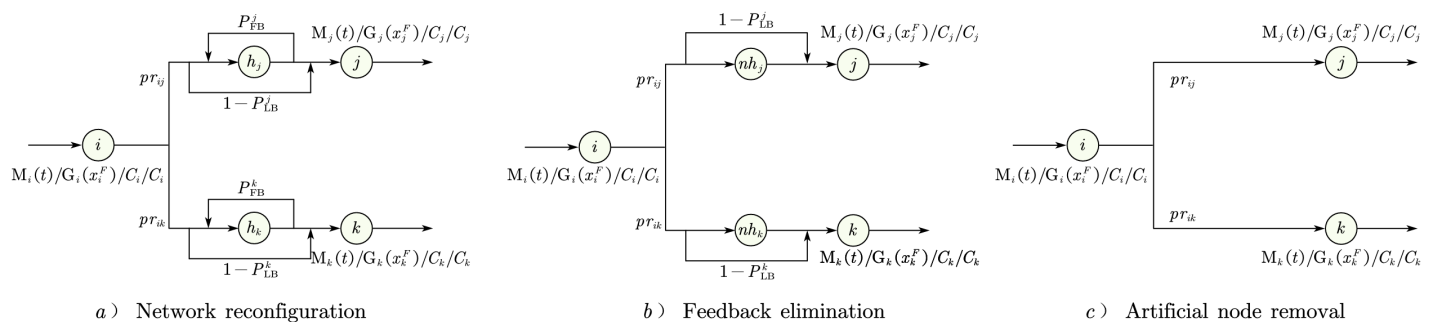 P_FB^j
M_j(t)/G_j(x_j^F)/C_j/C_j
h_j
j
pr_ij
1－P_LB^j
i
M_i(t)/G_i(x_i^F)/C_i/C_i
P_FB^k
pr_ik
h_k
k
1－P_LB^k
M_k(t)/G_k(x_k^F)/C_k/C_k
a） Network reconfiguration
1－P_LB^j
M_j(t)/G_j(x_j^F)/C_j/C_j
nh_j
j
pr_ij
i
M_i(t)/G_i(x_i^F)/C_i/C_i
pr_ik
nh_k
k
1－P_LB^k
M_k(t)/G_k(x_k^F)/C_k/C_k
b） Feedback elimination
M_j(t)/G_j(x_j^F)/C_j/C_j
j
pr_ij
i
M_i(t)/G_i(x_i^F)/C_i/C_i
pr_ik
k
M_k(t)/G_k(x_k^F)/C_k/C_k
c） Artificial node removal